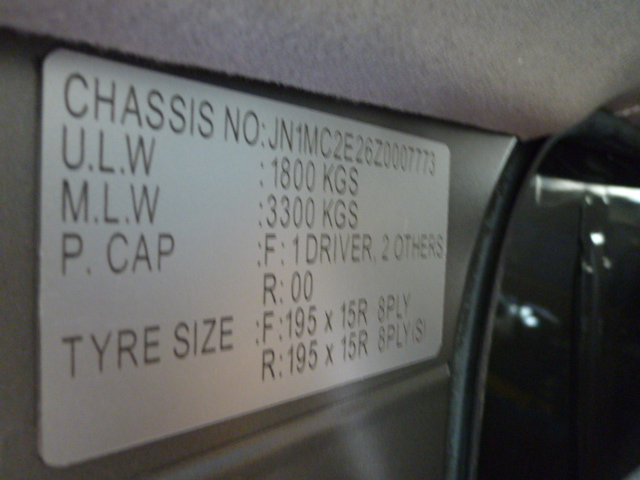 CHASSIS NO:JN1MC2E26Z0007773
U.L.W :1800 KGS
M.L.W :3300 KGS
P. CAP :F: 1 DRIVER, 2 OTHERS
R: 00
TYRE SIZE :F:195 x 15R 8PLY
R:195 x 15R 8PLY(S)